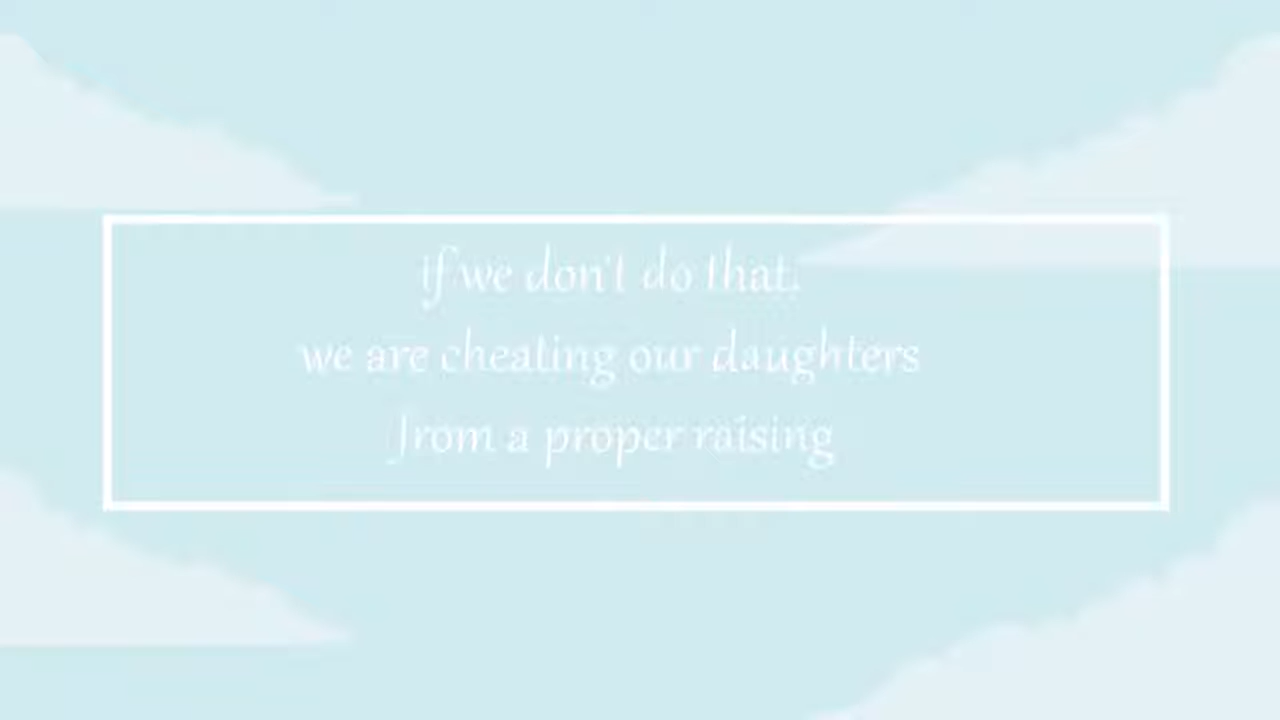 if we don't do that.
we are cheating our daughters
from a proper raising